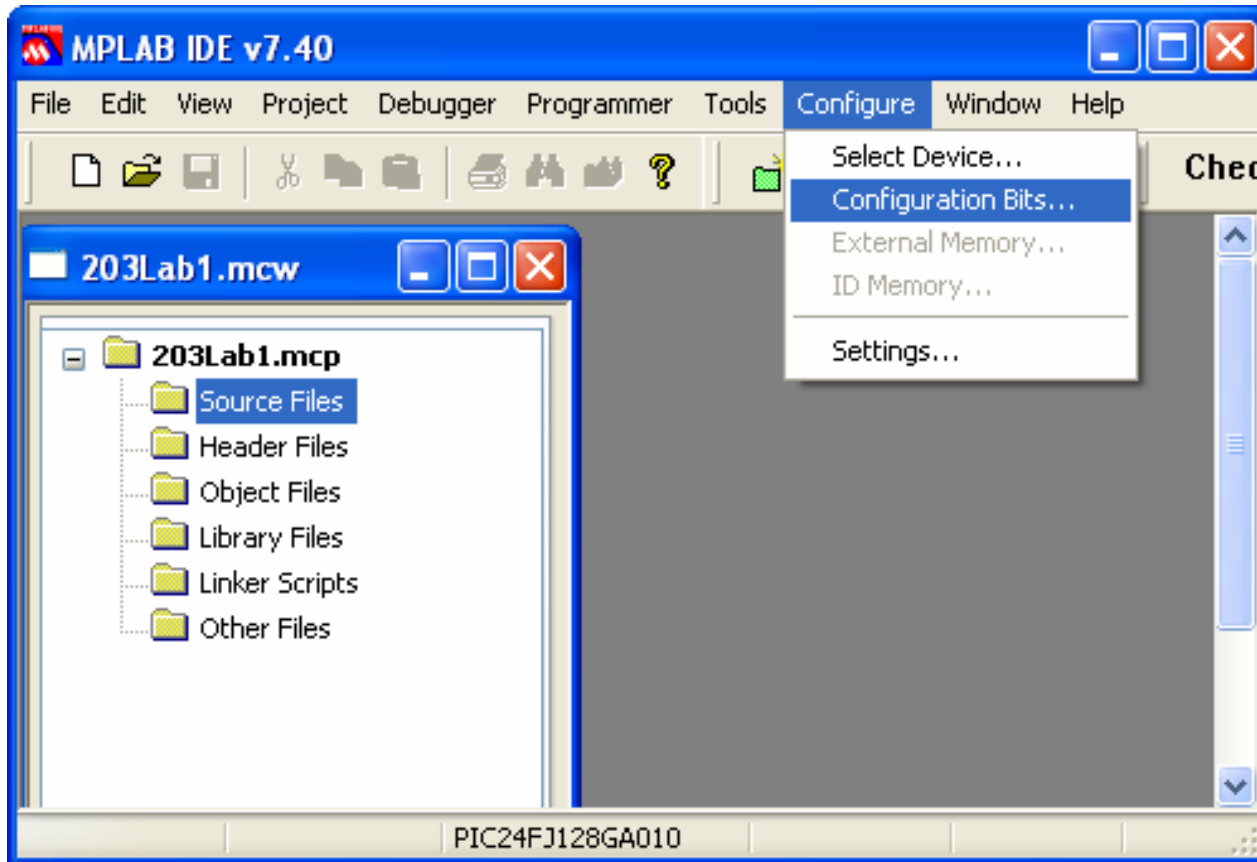 MPLAB IDE v7.40
File Edit View Project Debugger Programmer Tools Configure Window Help
Select Device...
Configuration Bits...
External Memory...
ID Memory...
Settings...
Chec
203Lab1.mcw
203Lab1.mcp
Source Files
Header Files
Object Files
Library Files
Linker Scripts
Other Files
PIC24FJ128GA010